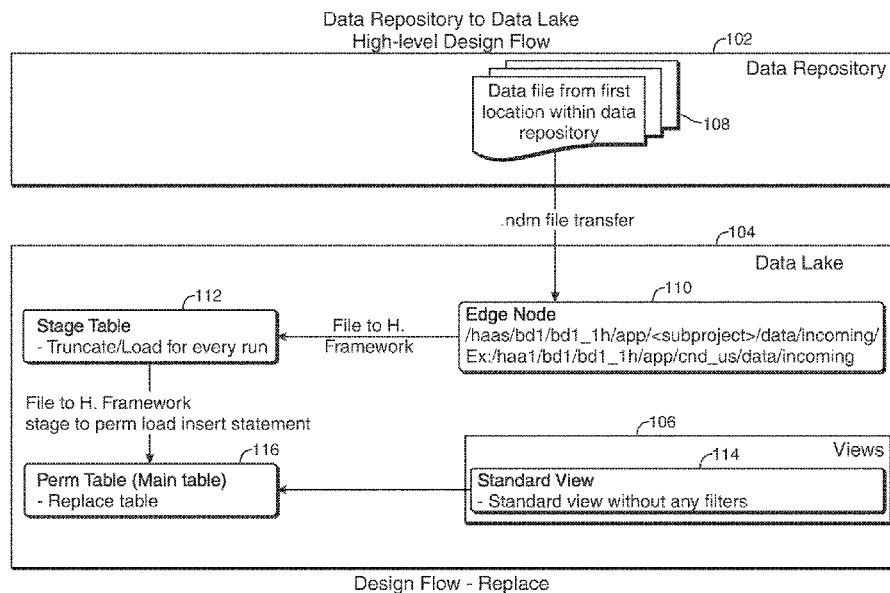 Data Repository to Data Lake
High-level Design Flow
102
Data Repository
Data file from first
location within data
repository
108
.ndm file transfer
104
Data Lake
112
110
Stage Table
- Truncate/Load for every run
File to H.
Framework
Edge Node
/haas/bd1/bd1_1h/app/<subproject>/data/incoming/
Ex:/haa1/bd1/bd1_1h/app/cnd_us/data/incoming
File to H. Framework
stage to perm load insert statement
106
116
Views
114
Perm Table (Main table)
- Replace table
Standard View
- Standard view without any filters
Design Flow - Replace